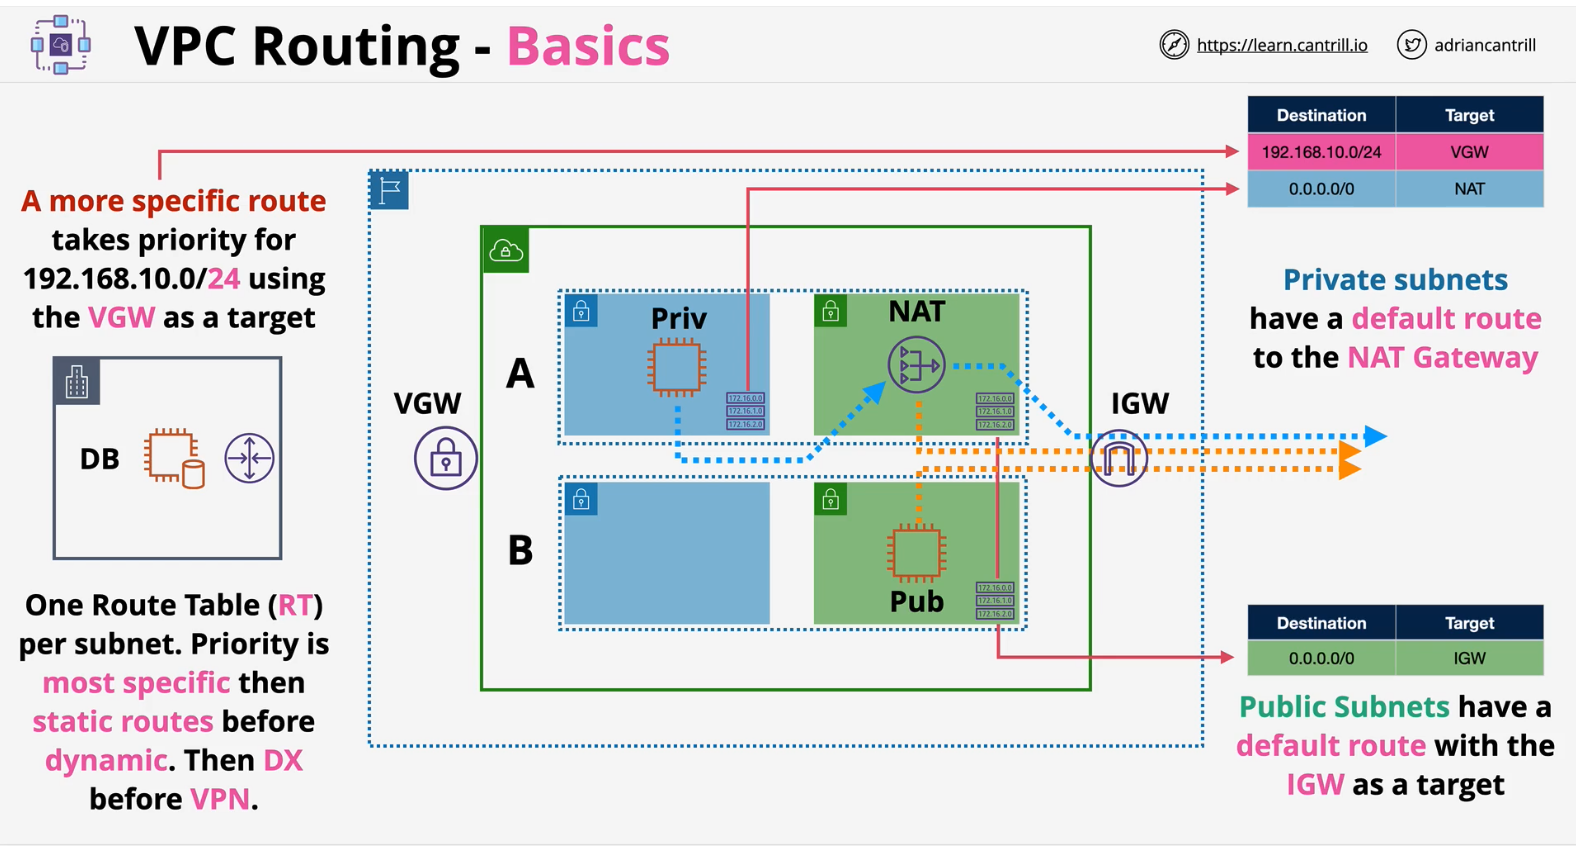 VPC Routing - Basics
https://learn.cantrill.io
adriancantrill
A more specific route
takes priority for
192.168.10.0/24 using
the VGW as a target
DB
One Route Table (RT)
per subnet. Priority is
most specific then
static routes before
dynamic. Then DX
before VPN.
VGW
A
B
Priv
172.16.0.0
172.16.1.0
172.16.2.0
NAT
172.16.0.0
172.16.1.0
172.16.2.0
Pub
172.16.0.0
172.16.1.0
172.16.2.0
IGW
Destination Target
192.168.10.0/24 VGW
0.0.0.0/0 NAT
Private subnets
have a default route
to the NAT Gateway
Destination Target
0.0.0.0/0 IGW
Public Subnets have a
default route with the
IGW as a target